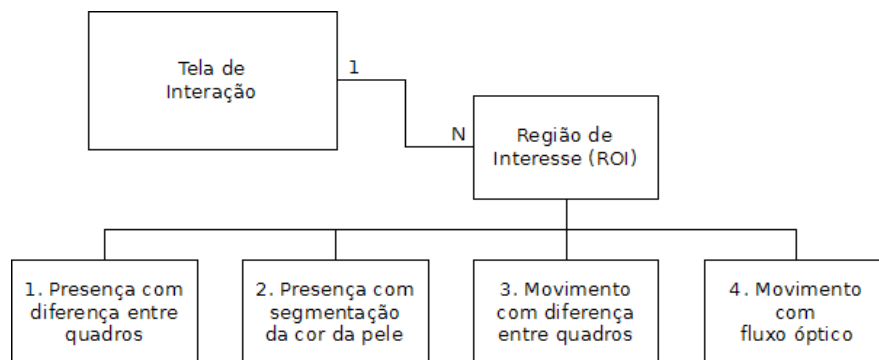 Tela de
Interação
1
N
Região de
Interesse (ROI)
1. Presença com
diferença entre
quadros
2. Presença com
segmentação
da cor da pele
3. Movimento
com diferença
entre quadros
4. Movimento
com
fluxo óptico